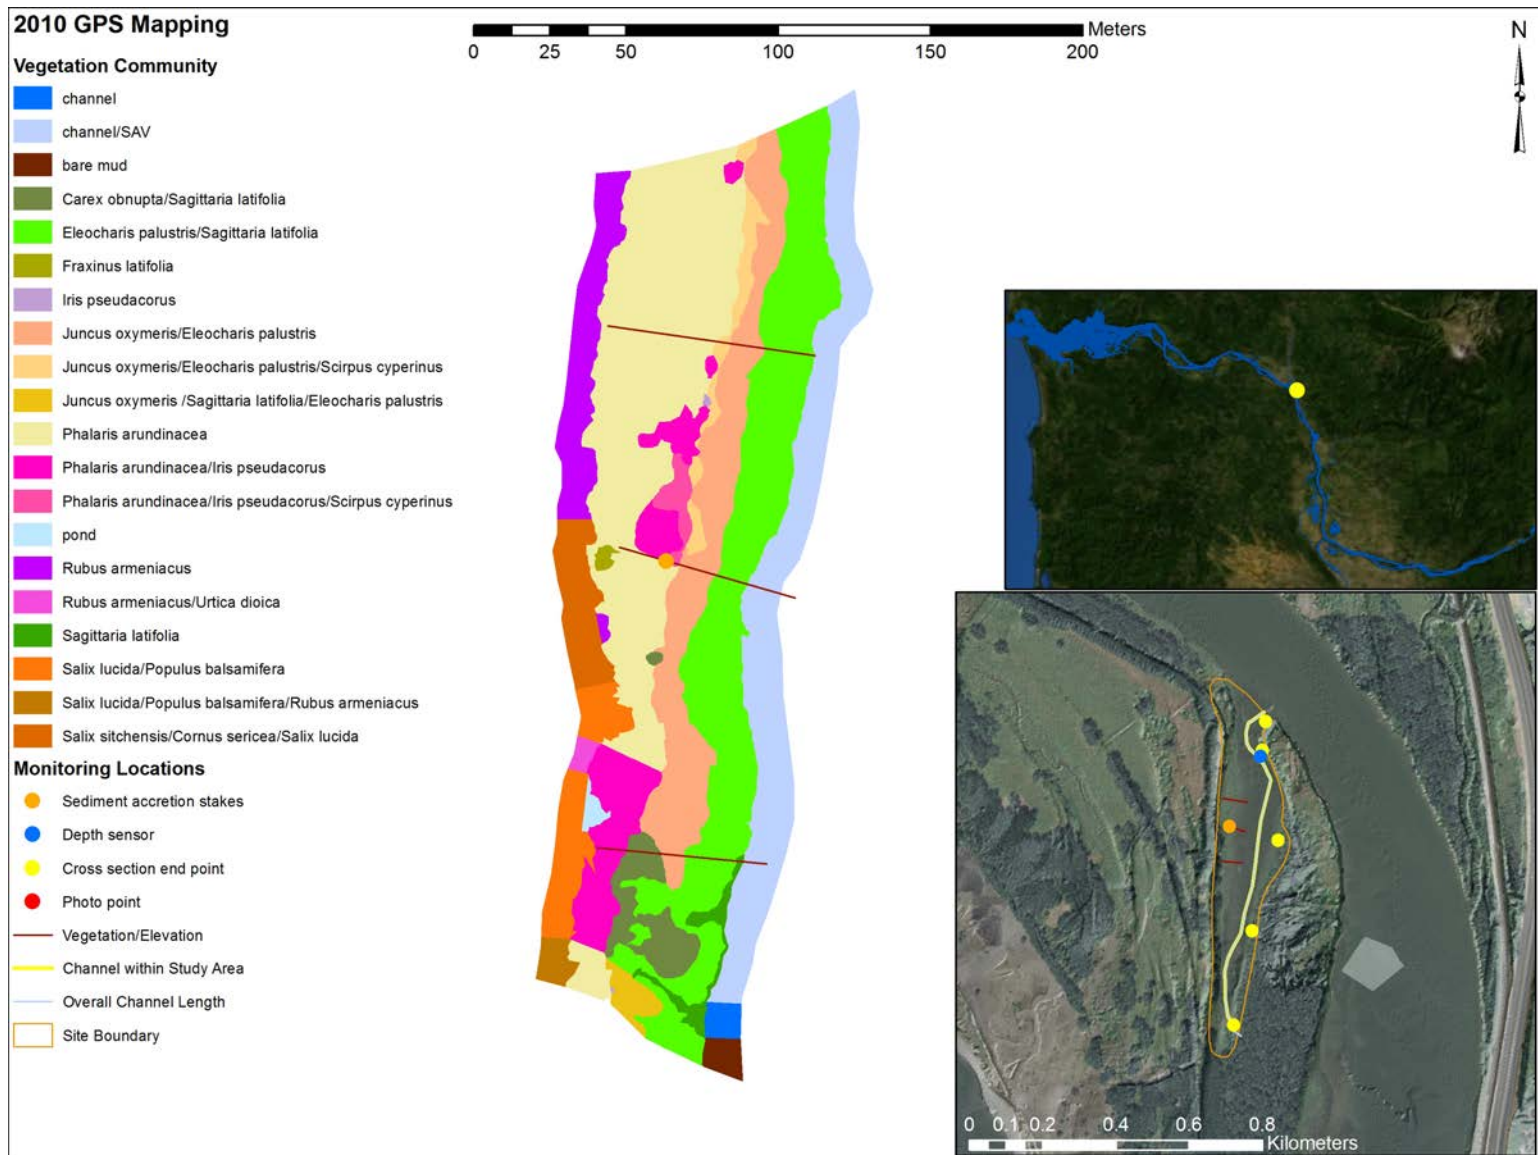 2010 GPS Mapping
Meters
0 25 50 100 150 200
N
Vegetation Community
channel
channel/SAV
bare mud
Carex obnupta/Sagittaria latifolia
Eleocharis palustris/Sagittaria latifolia
Fraxinus latifolia
Iris pseudacorus
Juncus oxymeris/Eleocharis palustris
Juncus oxymeris/Eleocharis palustris/Scirpus cyperinus
Juncus oxymeris /Sagittaria latifolia/Eleocharis palustris
Phalaris arundinacea
Phalaris arundinacea/Iris pseudacorus
Phalaris arundinacea/Iris pseudacorus/Scirpus cyperinus
pond
Rubus armeniacus
Rubus armeniacus/Urtica dioica
Sagittaria latifolia
Salix lucida/Populus balsamifera
Salix lucida/Populus balsamifera/Rubus armeniacus
Salix sitchensis/Cornus sericea/Salix lucida
Monitoring Locations
Sediment accretion stakes
Depth sensor
Cross section end point
Photo point
Vegetation/Elevation
Channel within Study Area
Overall Channel Length
Site Boundary
0 0.1 0.2 0.4 0.6 0.8
Kilometers